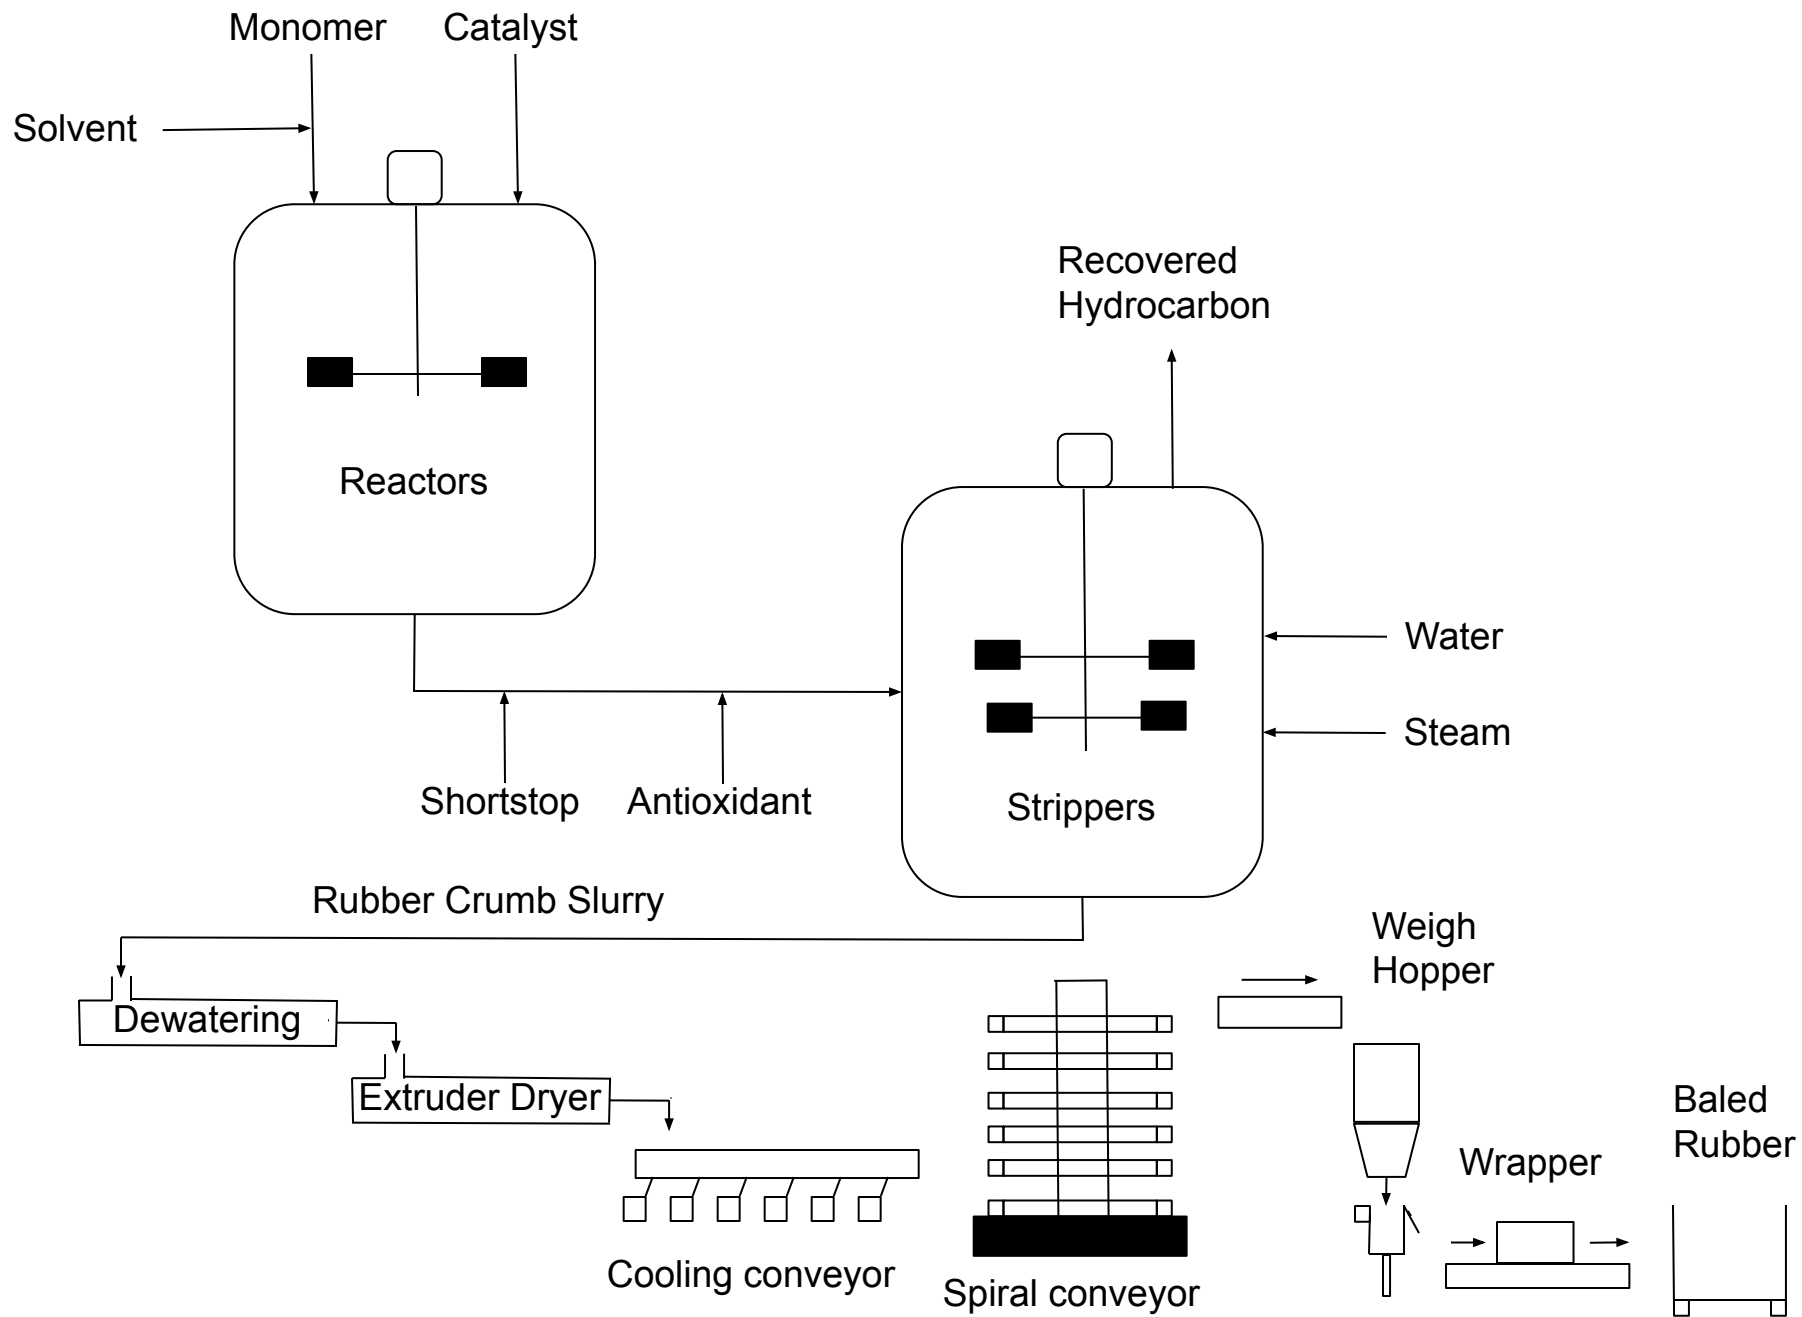 Monomer
Catalyst
Solvent
Recovered
Hydrocarbon
Reactors
Water
Steam
Shortstop
Antioxidant
Strippers
Rubber Crumb Slurry
Weigh
Hopper
Dewatering
Extruder Dryer
Baled
Rubber
Wrapper
Cooling conveyor
Spiral conveyor